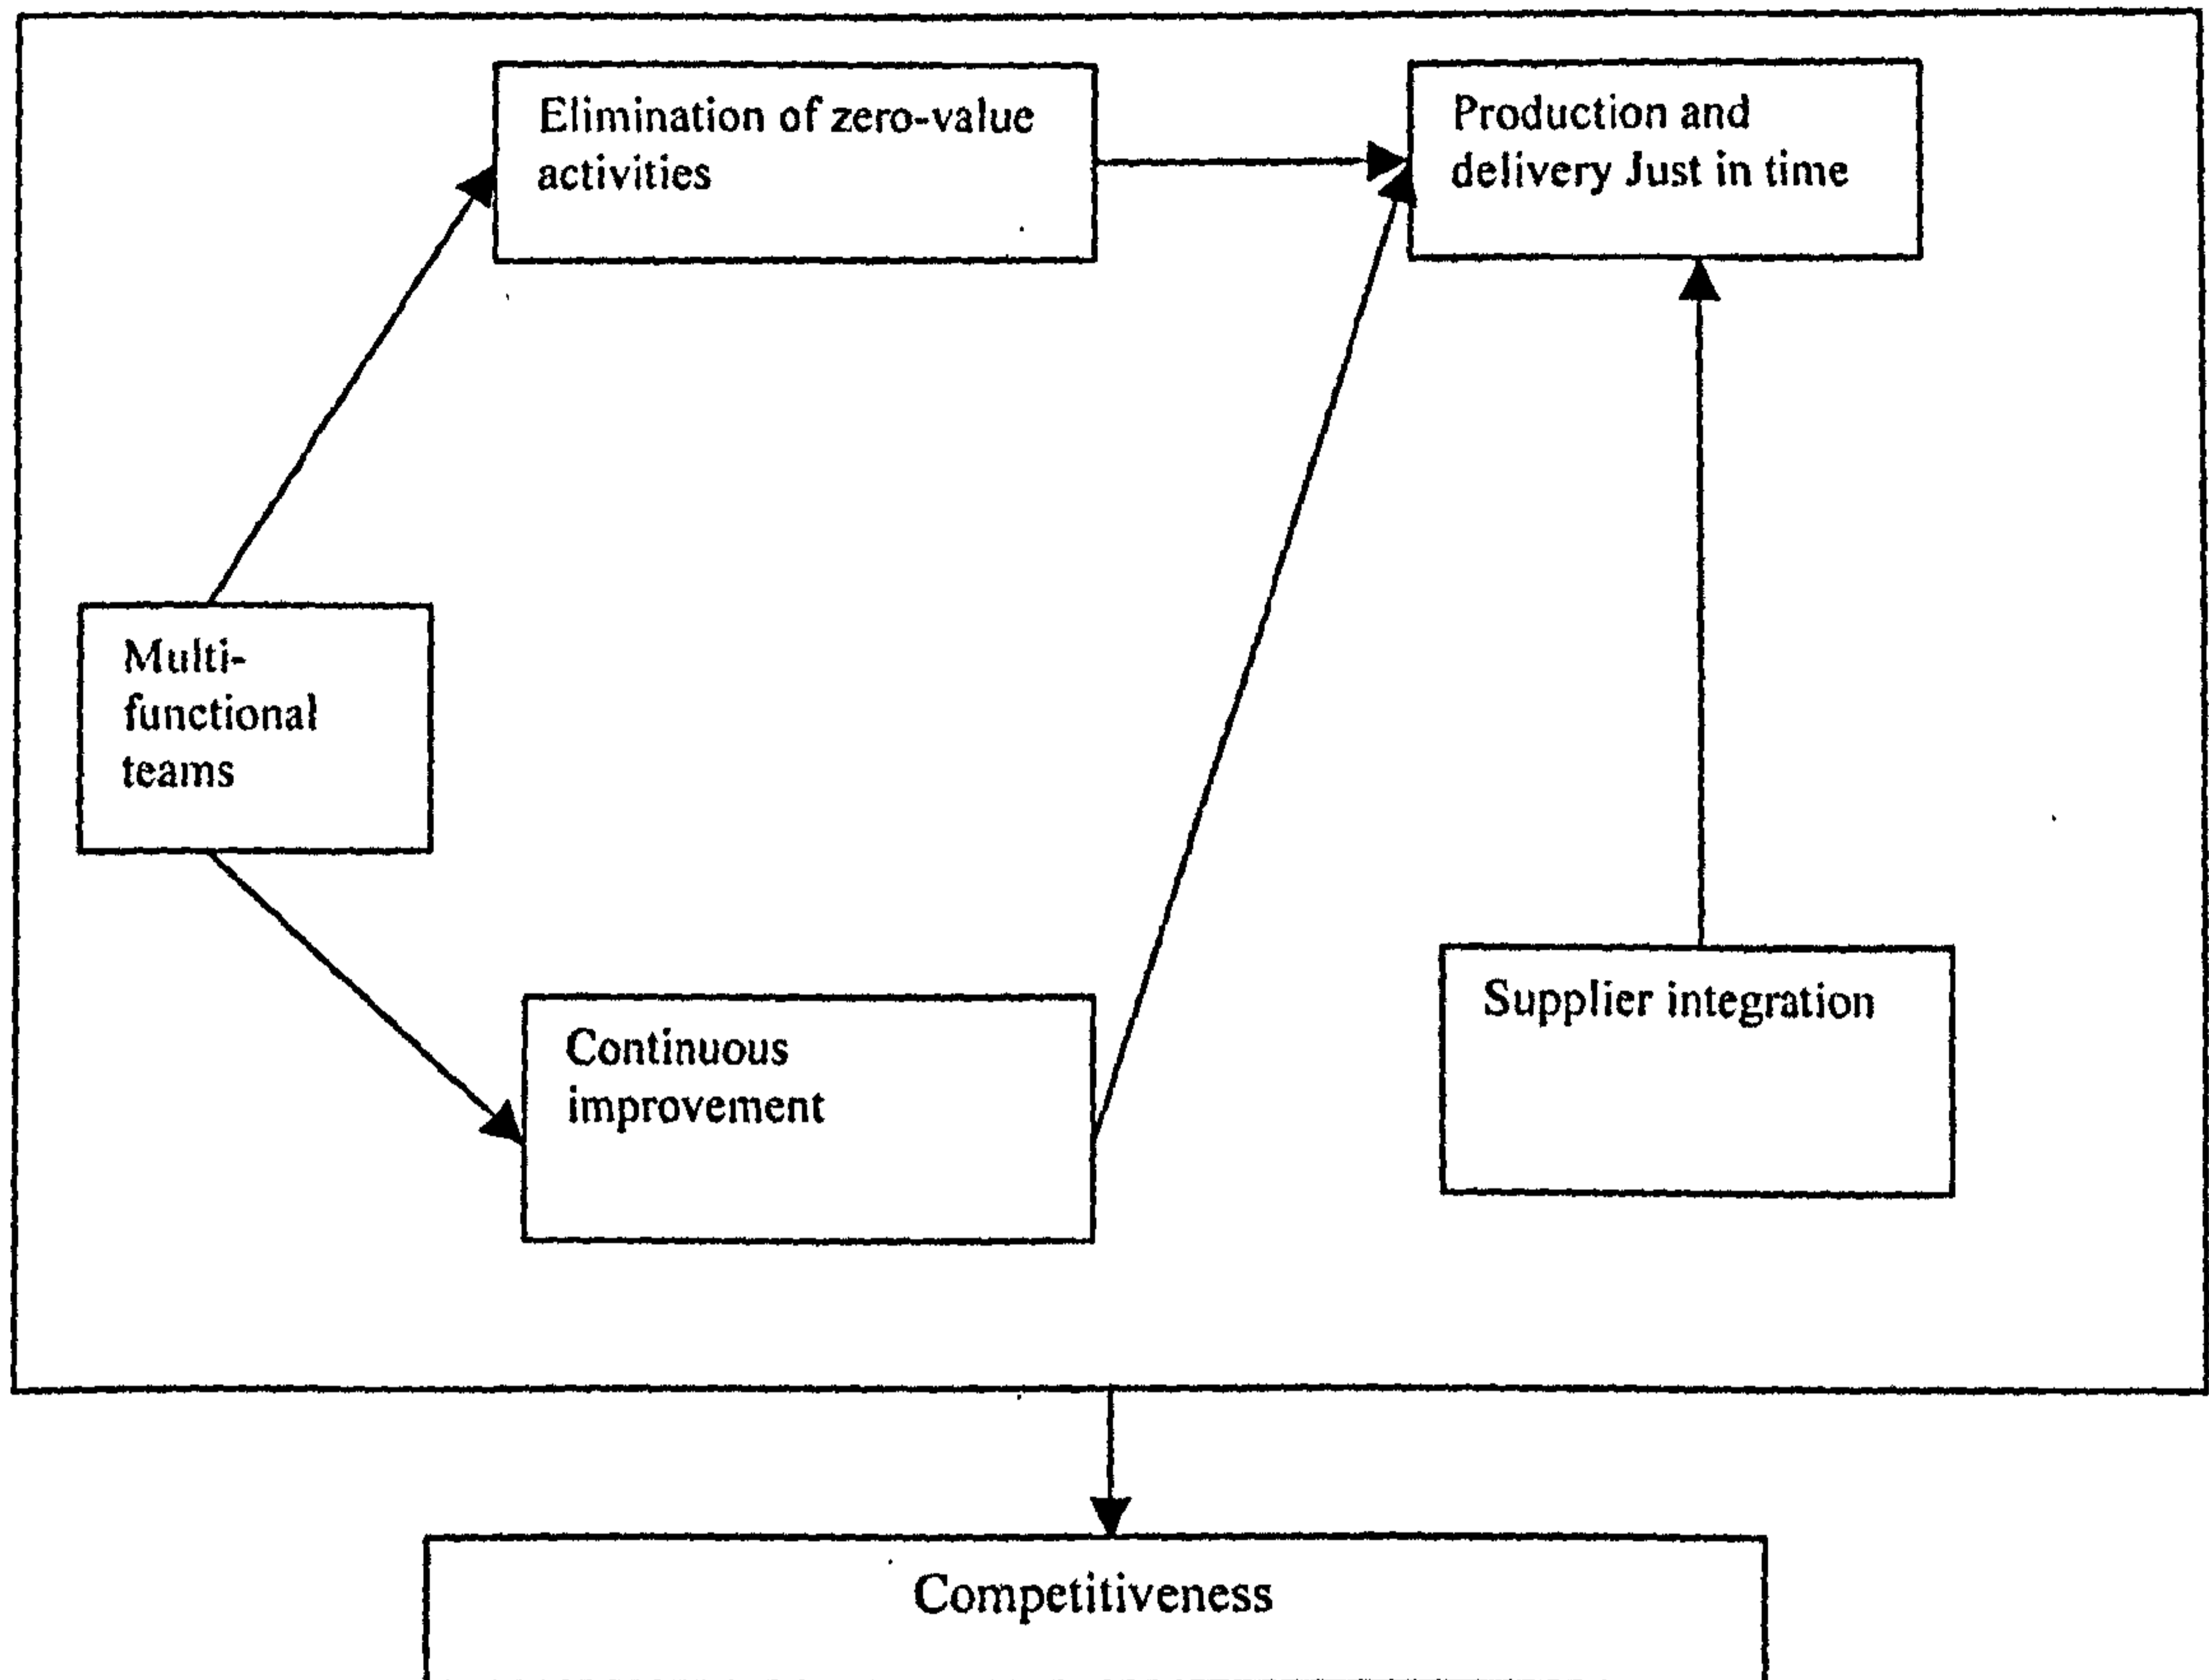 Elimination of zero-value
activities
Production and
delivery Just in time
Multi-
functional
teams
Continuous
improvement
Supplier integration
Competitiveness